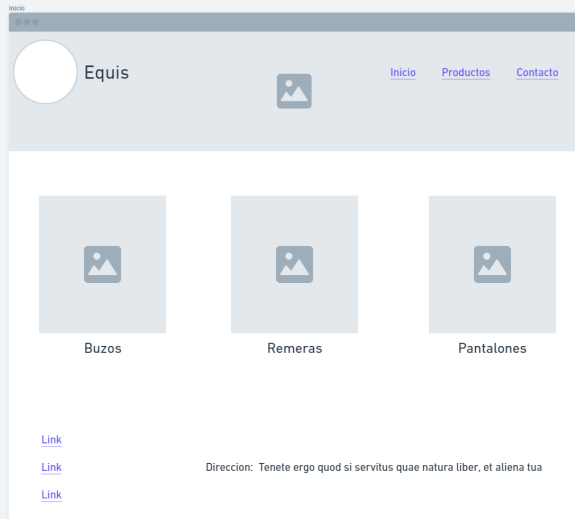 Inicio
Equis
Inicio Productos Contacto
Buzos Remeras Pantalones
Link
Link Direccion: Tenete ergo quod si servitus quae natura liber, et aliena tua
Link